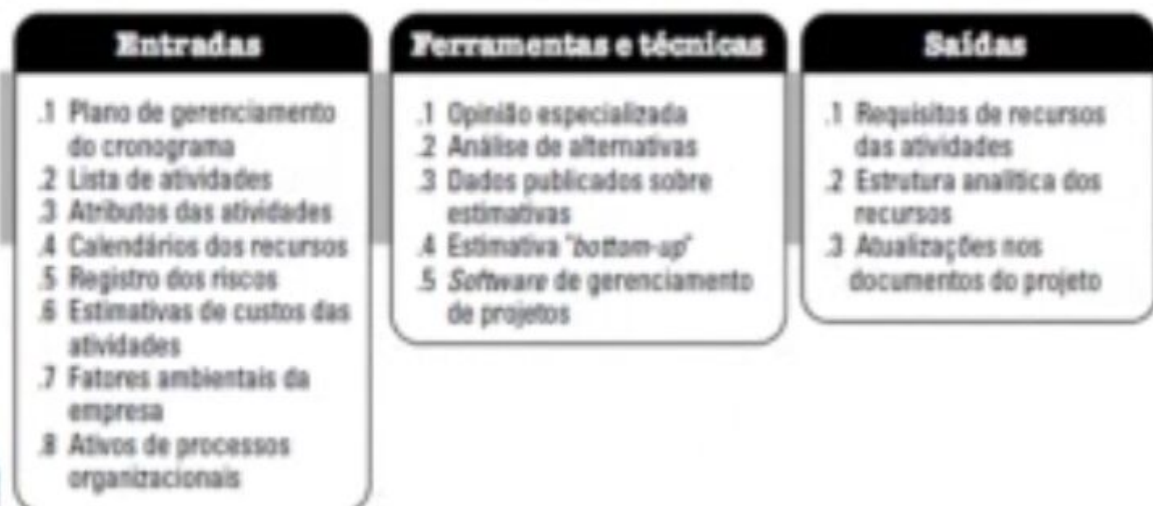 Entradas
.1 Plano de gerenciamento
do cronograma
.2 Lista de atividades
.3 Atributos das atividades
.4 Calendários dos recursos
.5 Registro dos riscos
.6 Estimativas de custos das
atividades
.7 Fatores ambientais da
empresa
.8 Ativos de processos
organizacionais
Ferramentas e técnicas
.1 Opinião especializada
.2 Análise de alternativas
.3 Dados publicados sobre
estimativas
.4 Estimativa "bottom-up"
.5 Software de gerenciamento
de projetos
Saídas
.1 Requisitos de recursos
das atividades
.2 Estrutura analítica dos
recursos
.3 Atualizações nos
documentos do projeto